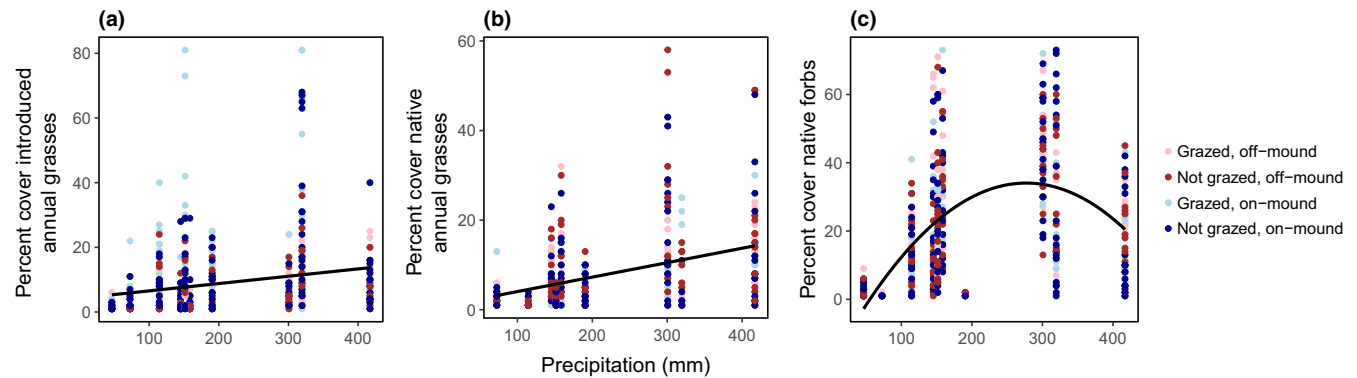 (a)
(b)
(c)
Percent cover introduced
annual grasses
80
60
40
20
0
100
200
300
400
Percent cover native
annual grasses
60
40
20
0
100
200
300
400
Precipitation (mm)
Percent cover native forbs
60
40
20
0
100
200
300
400
Grazed, off−mound
Not grazed, off−mound
Grazed, on−mound
Not grazed, on−mound